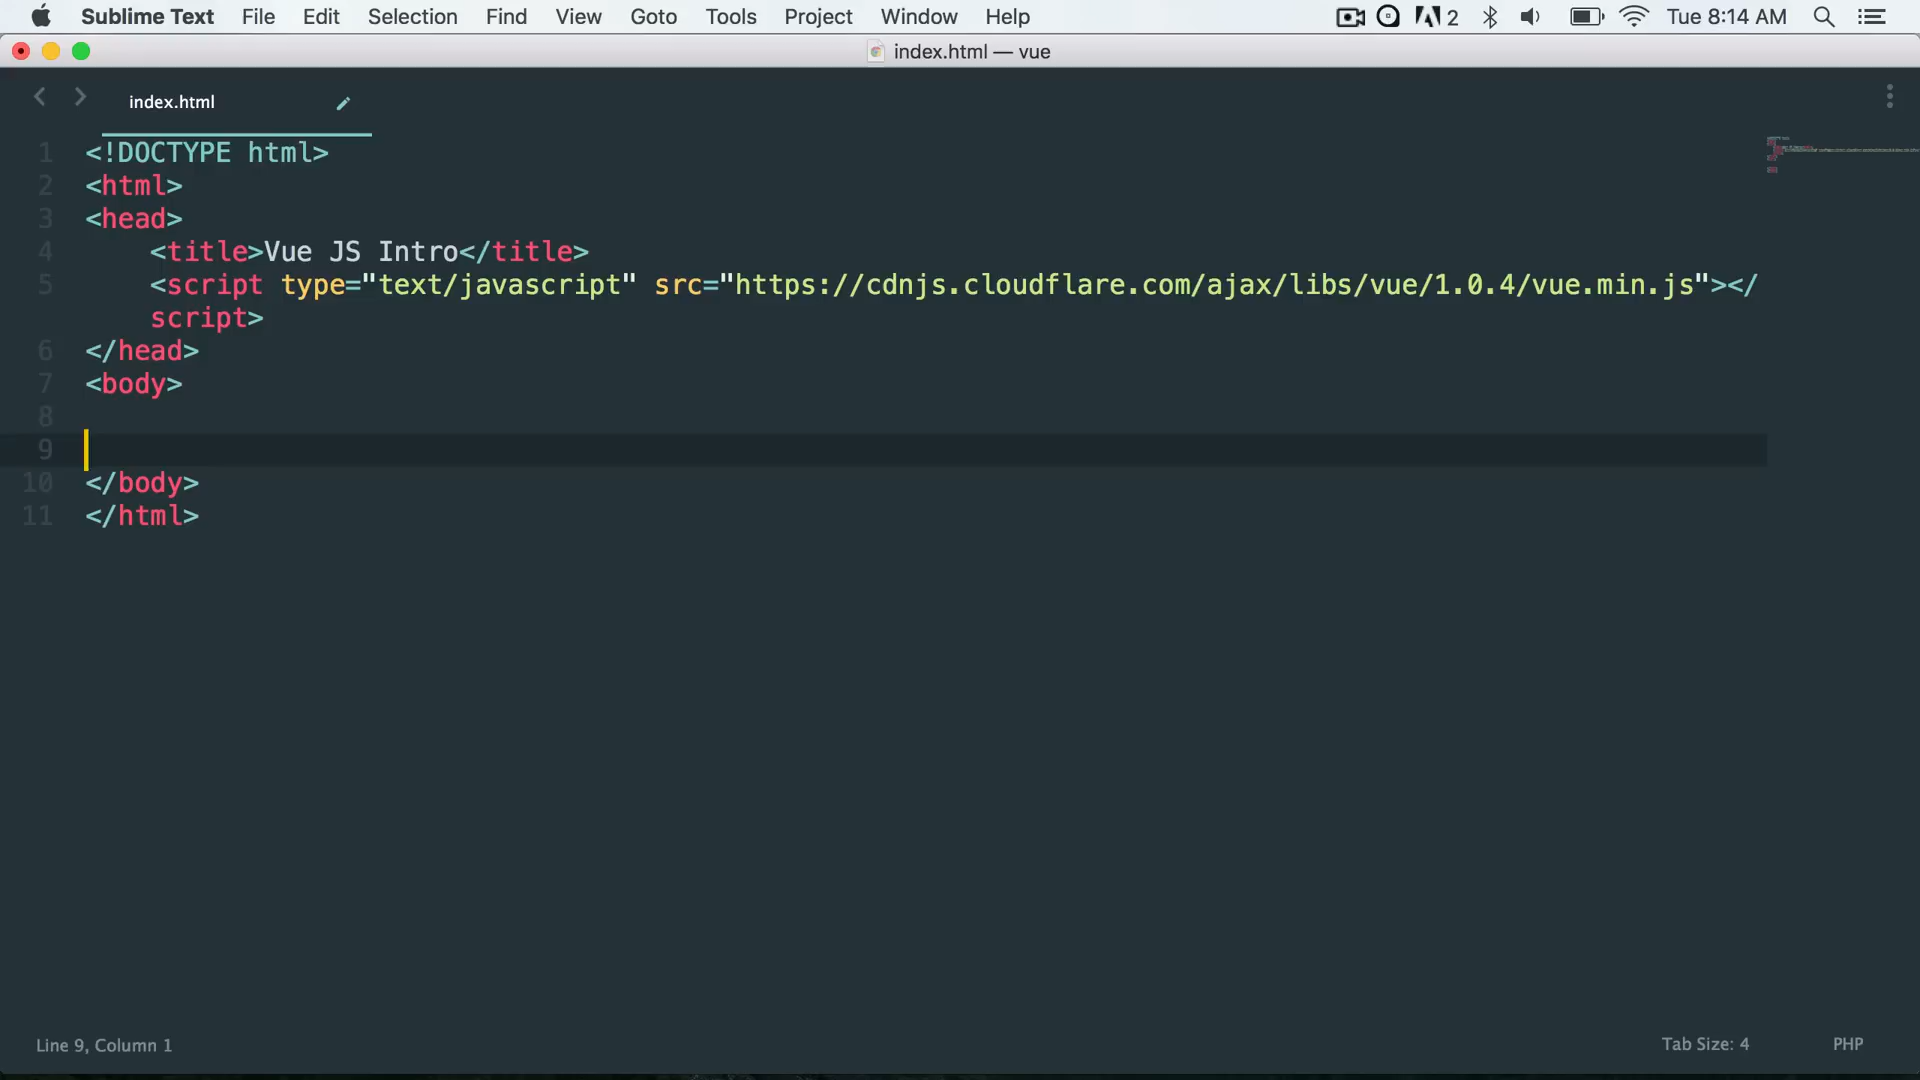 Sublime Text File Edit Selection Find View Goto Tools Project Window Help 2 Tue 8:14 AM
index.html — vue
index.html
1 <!DOCTYPE html>
2 <html>
3 <head>
4 <title>Vue JS Intro</title>
5 <script type="text/javascript" src="https://cdnjs.cloudflare.com/ajax/libs/vue/1.0.4/vue.min.js"></
script>
6 </head>
7 <body>
8
9
10 </body>
11 </html>
Line 9, Column 1 Tab Size: 4 PHP